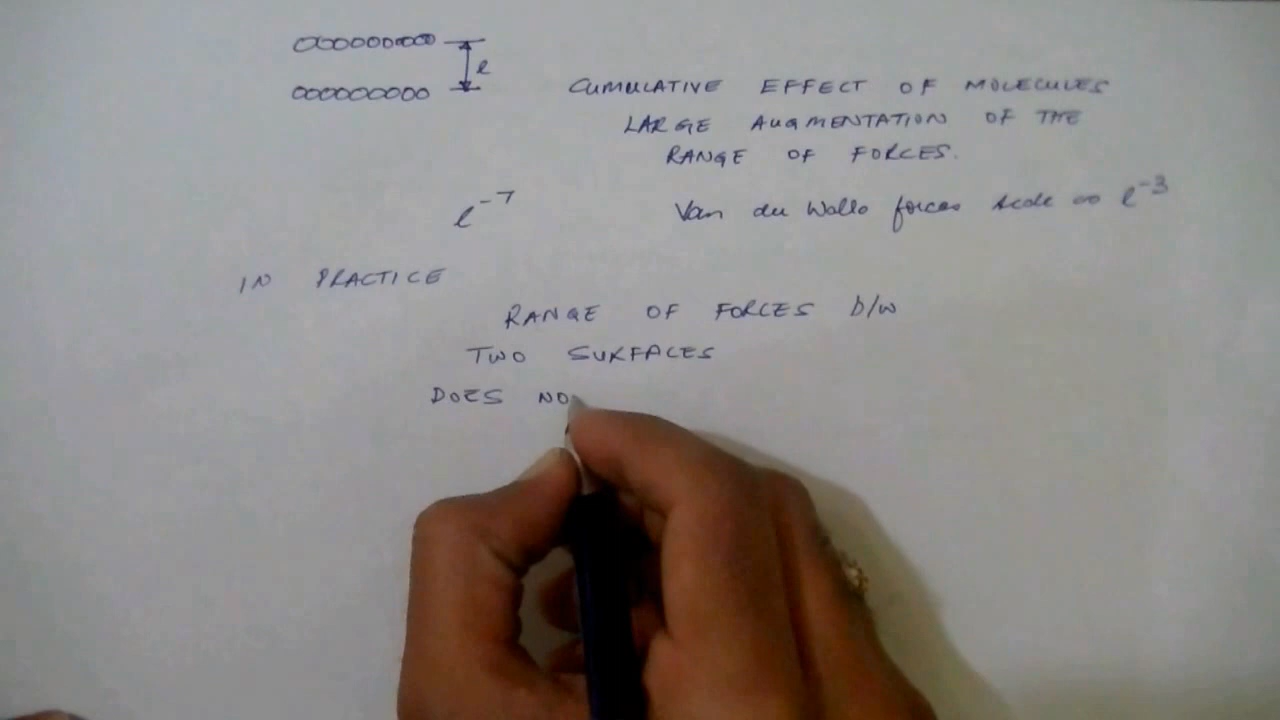 l
CUMULATIVE EFFECT OF MOLECULES
LARGE AUGMENTATION OF THE
RANGE OF FORCES.
l⁻⁷
Van der Walls forces scale as l⁻³
IN PRACTICE
RANGE OF FORCES b/w
TWO SURFACES
DOES NO